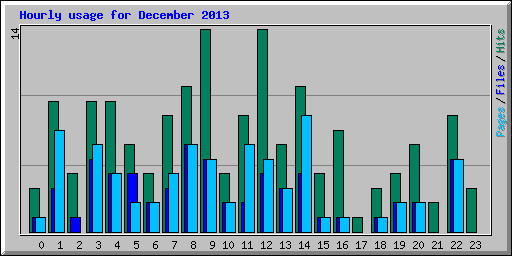 Hourly usage for December 2013
14
Pages/Files/Hits
0 1 2 3 4 5 6 7 8 9 10 11 12 13 14 15 16 17 18 19 20 21 22 23